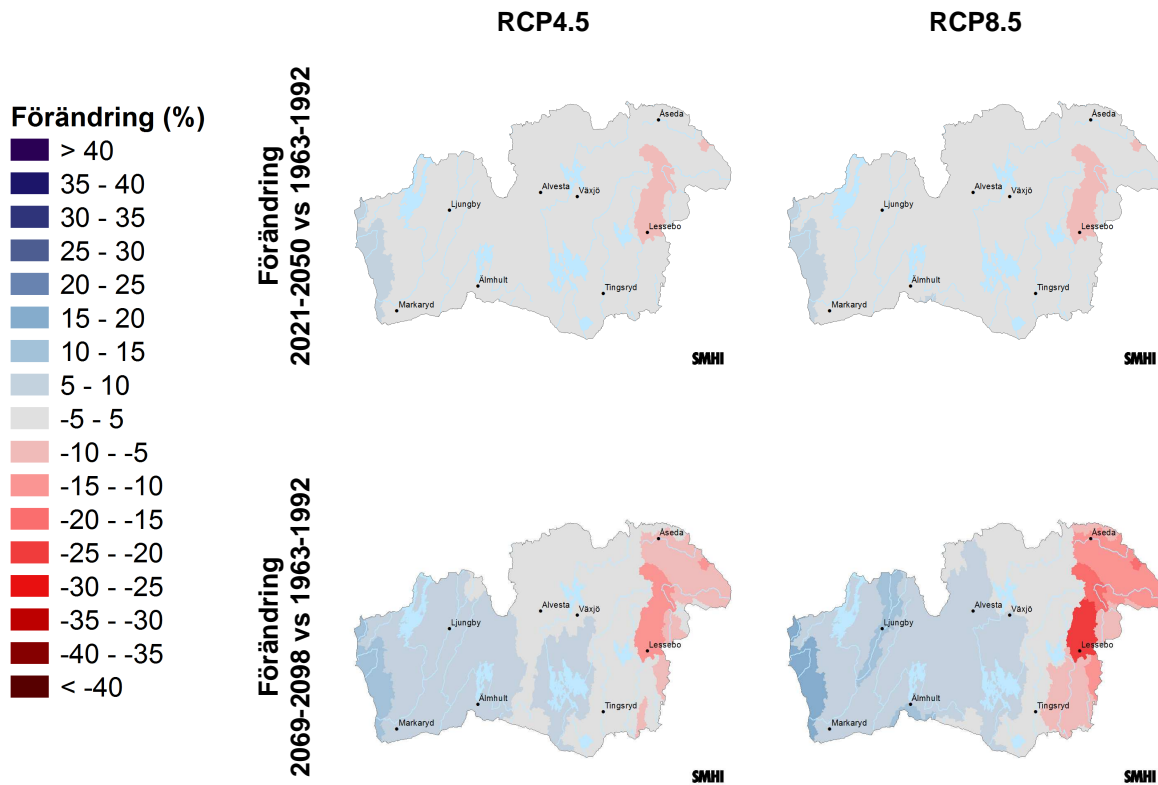 RCP4.5
RCP8.5
Förändring (%)
> 40
35 - 40
30 - 35
25 - 30
20 - 25
15 - 20
10 - 15
5 - 10
-5 - 5
-10 - -5
-15 - -10
-20 - -15
-25 - -20
-30 - -25
-35 - -30
-40 - -35
< -40
Förändring
2021-2050 vs 1963-1992
Åseda
Alvesta
Växjö
Ljungby
Lessebo
Älmhult
Tingsryd
Markaryd
SMHI
Åseda
Alvesta
Växjö
Ljungby
Lessebo
Älmhult
Tingsryd
Markaryd
SMHI
Förändring
2069-2098 vs 1963-1992
Åseda
Alvesta
Växjö
Ljungby
Lessebo
Älmhult
Tingsryd
Markaryd
SMHI
Åseda
Alvesta
Växjö
Ljungby
Lessebo
Älmhult
Tingsryd
Markaryd
SMHI